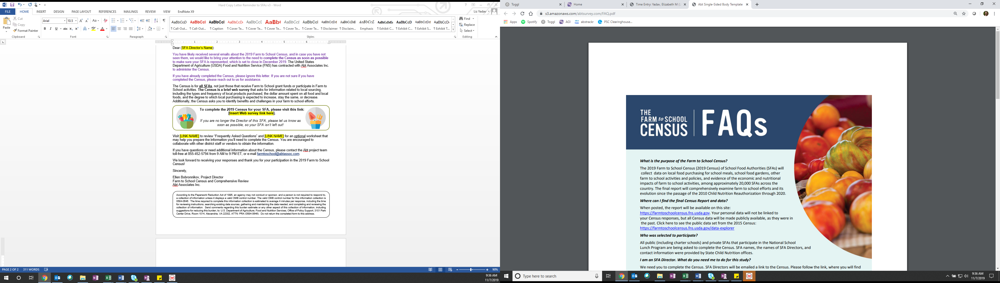 Hard Copy Letter Reminder to SFAs v3 - Word
FILE HOME INSERT DESIGN PAGE LAYOUT REFERENCES MAILINGS REVIEW VIEW EndNote X9
Liz Yadav
Paste
Cut
Copy
Format Painter
Arial 10.5
AaBbCcD AaBbCcI AaBbCcI AaBbCcDc AaBbCcI AaBbC AaBbCcI AaBbCcI AaBbCcDd AaBbCcDdE AaBbCcL AaBbCcDdEe AaBbCcD AaBbCcDd AaBbCcDc
¶ Call-Out... ¶ Call-Out... ¶ Caption ¶ Cover Te... ¶ Cover Te... ¶ Cover Te... ¶ Cover Te... ¶ Cover Te... ¶ Disclaimer ¶ Disclaim... Emphasis ¶ Exhibit C... ¶ Exhibit C... ¶ Exhibit S... ¶ Exhibit T...
Find
Replace
Select
Clipboard Font Paragraph Styles Editing
1 2 3 4 5 6
Dear (SFA Director's Name):
You have likely received several emails about the 2019 Farm to School Census, and in case you have not
seen them, we would like to bring your attention to the need to complete the Census as soon as possible
to make sure your SFA is represented, which is set to close in December 2019. The United States
Department of Agriculture (USDA) Food and Nutrition Service (FNS) has contracted with Abt Associates Inc.
to administer the Census.
If you have already completed the Census, please ignore this letter. If you are not sure if you have
completed the Census, please reach out to us for assistance.
The Census is for all SFAs, not just those that receive Farm to School grant funds or participate in Farm to
School activities. The Census is a brief web survey that asks for information related to local sourcing,
including the types and frequency of local products purchased, the dollar amount spent on all food and local
foods, and the degree to which local purchasing is expected to increase, stay the same, or decrease.
Additionally, the Census asks you to identify benefits and challenges in your farm to school efforts.
To complete the 2019 Census for your SFA, please visit this link:
[Insert Web survey link here].
If you are no longer the Director of this SFA, please let us know as
soon as possible, so your SFA isn't left out!
Visit [LINK NAME] to review "Frequently Asked Questions" and [LINK NAME] for an optional worksheet that
may help you prepare the information you'll need to complete the Census. You are encouraged to
collaborate with other district staff or vendors to obtain the information.
If you have questions or need additional information about the Census, please contact the Abt project team
toll-free at 855-452-5794 from 9 AM to 9 PM ET, or e-mail farmtoschool@abtassoc.com.
We look forward to receiving your responses and thank you for your participation in the 2019 Farm to School
Census!
Sincerely,
Ellen Bobronnikov, Project Director
Farm to School Census and Comprehensive Review
Abt Associates Inc.
According to the Paperwork Reduction Act of 1995, an agency may not conduct or sponsor, and a person is not required to respond to,
a collection of information unless it displays a valid OMB control number. The valid OMB control number for this information collection is
0584-0646. The time required to complete this information collection is estimated to average 4 minutes per response, including the time
for reviewing instructions, searching existing data sources, gathering and maintaining the data needed, and completing and reviewing the
collection of information. Send comments regarding this burden estimate or any other aspect of this collection of information, including
suggestions for reducing this burden, to: U.S. Department of Agriculture, Food and Nutrition Services, Office of Policy Support, 3101 Park
Center Drive, Room 1014, Alexandria, VA 22302, ATTN: PRA (0584-0646). Do not return the completed form to this address.
PAGE 2 OF 2 311 WORDS
90%
9:36 AM
11/7/2019
Toggl
Home
Time Entry: Yadav, Elizabeth M (
Abt Single-Sided Body Template
s3.amazonaws.com/abtsurvey.com/FAQ.pdf
Apps Spotify Toggl AGI abstrackr PSC Clearinghouse...
THE
FARM to SCHOOL
CENSUS
FAQs
What is the purpose of the Farm to School Census?
The 2019 Farm to School Census (2019 Census) of School Food Authorities (SFAs) will
collect data on local food purchasing for school meals, school food gardens, other
farm to school activities and policies, and evidence of the economic and nutritional
impacts of farm to school activities, among approximately 20,000 SFAs across the
country. The final report will comprehensively examine farm to school efforts and its
evolution since the passage of the 2010 Child Nutrition Reauthorization through 2020.
Where can I find the final Census Report and data?
When posted, the report will be available on this site:
https://farmtoschoolcensus.fns.usda.gov. Your personal data will not be linked to
your Census responses, but all Census data will be made publicly available, as they were in
the past. Click here to see the public data set from the 2015 Census:
https://farmtoschoolcensus.fns.usda.gov/data-explorer
Who was selected to participate?
All public (including charter schools) and private SFAs that participate in the National School
Lunch Program are being asked to complete the Census. SFA names, the names of SFA Directors, and
contact information were provided by State Child Nutrition offices.
I am an SFA Director. What do you need me to do for this study?
We need you to complete the Census. SFA Directors will be emailed a link to the Census. Please follow the link, where you will find
Type here to search
9:36 AM
11/7/2019